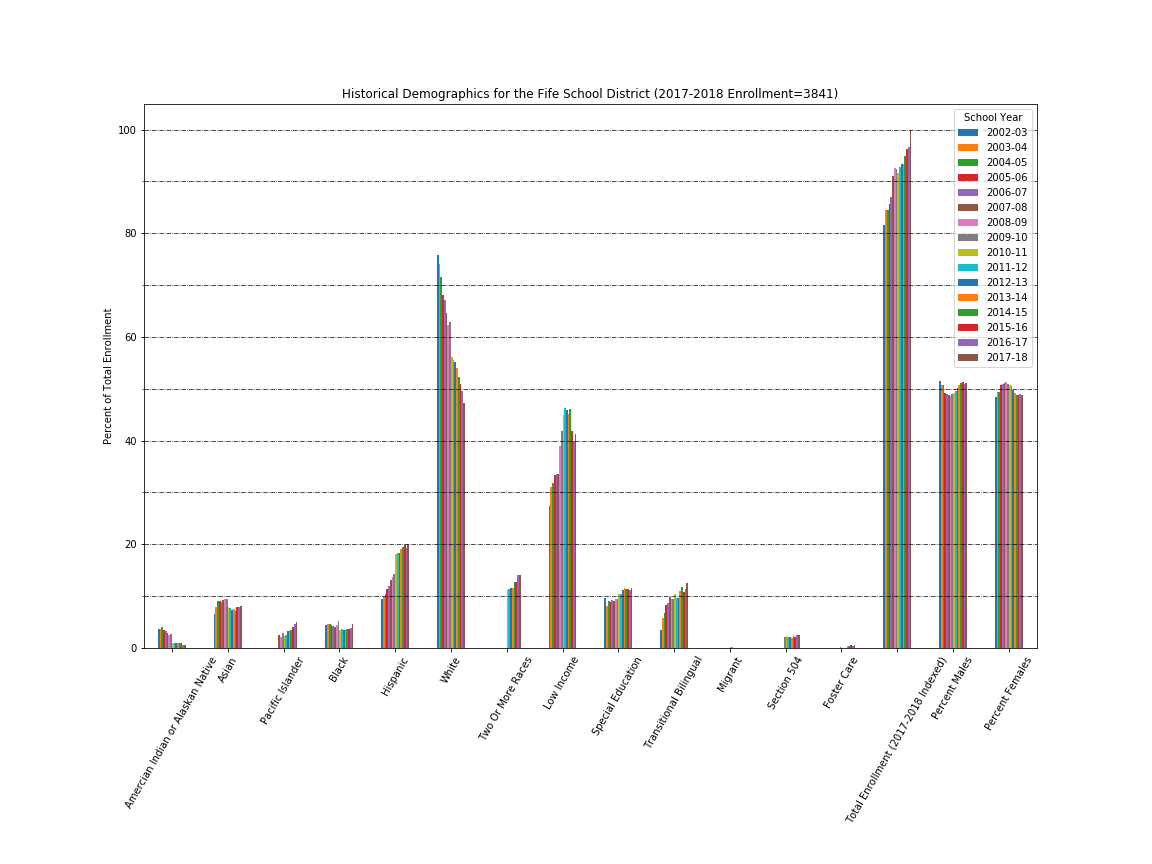 Historical Demographics for the Fife School District (2017-2018 Enrollment=3841)
Percent of Total Enrollment
100
80
60
40
20
0
School Year
2002-03
2003-04
2004-05
2005-06
2006-07
2007-08
2008-09
2009-10
2010-11
2011-12
2012-13
2013-14
2014-15
2015-16
2016-17
2017-18
Amercian Indian or Alaskan Native
Asian
Pacific Islander
Black
Hispanic
White
Two Or More Races
Low Income
Special Education
Transitional Bilingual
Migrant
Section 504
Foster Care
Total Enrollment (2017-2018 Indexed)
Percent Males
Percent Females